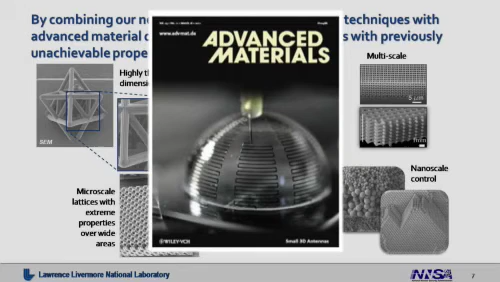 By combining our
techniques with
advanced material
s with previously
unachievable prope
www.advmat.de
ADVANCED
MATERIALS
Highly th
dimensi
SEM
Multi-scale
5 µm
Nanoscale
control
Microscale
lattices with
extreme
properties
over wide
areas
WILEY-VCH
Small 3D Antennas
Lawrence Livermore National Laboratory
NNSA
7